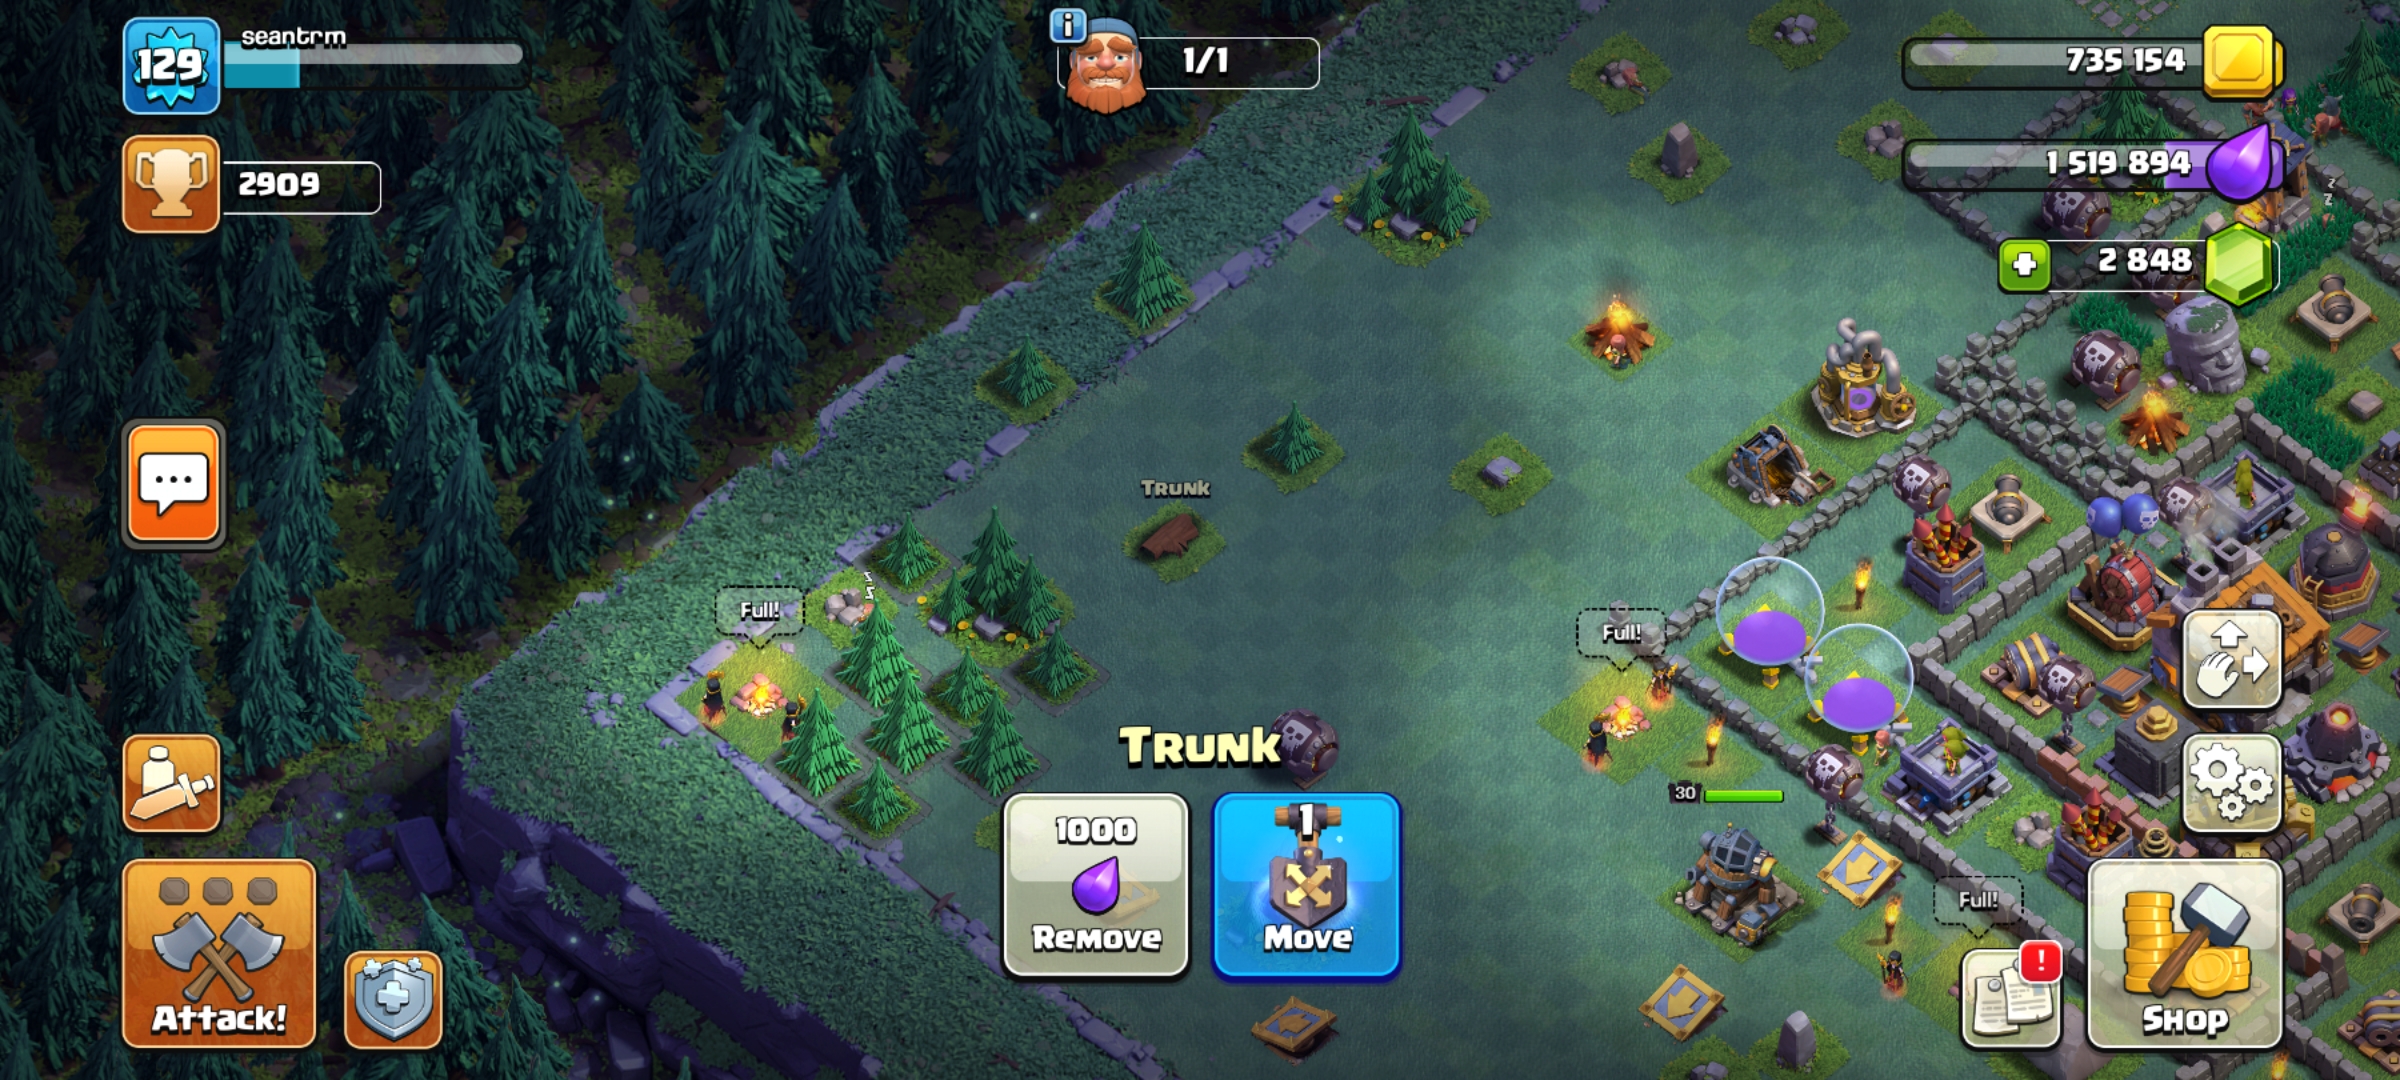 129
seantrm
1/1
735 154
2909
1 519 894
2 848
i
TRUNK
Full!
Full!
TRUNK
30
1000
Remove
1
Move
Full!
!
Attack!
Shop